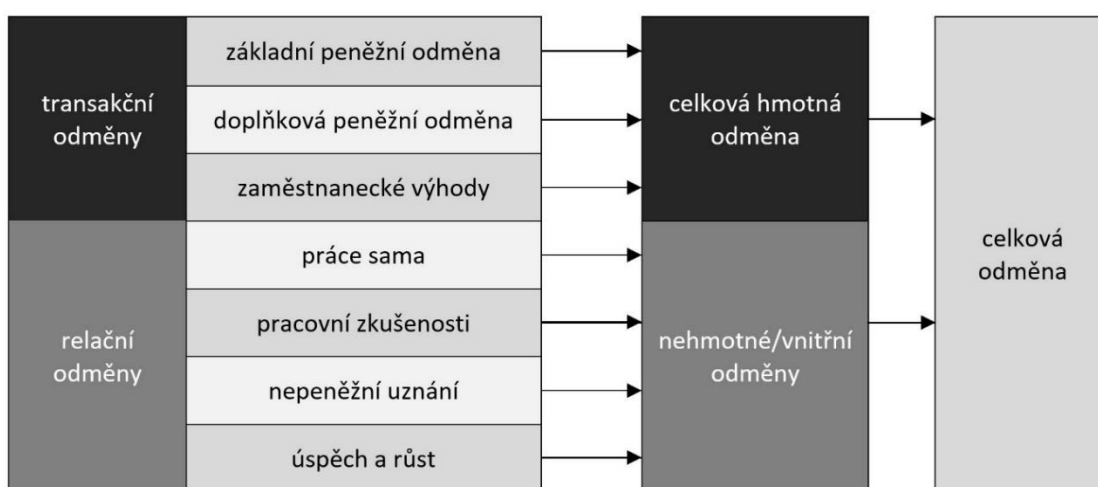 transakční
odměny
základní peněžní odměna
doplňková peněžní odměna
zaměstnanecké výhody
relační
odměny
práce sama
pracovní zkušenosti
nepeněžní uznání
úspěch a růst
celková hmotná
odměna
nehmotné/vnitřní
odměny
celková
odměna